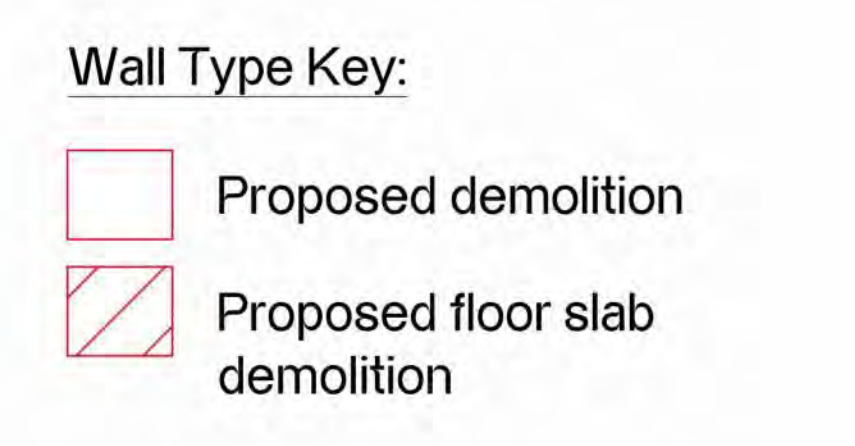 Wall Type Key:
Proposed demolition
Proposed floor slab
demolition